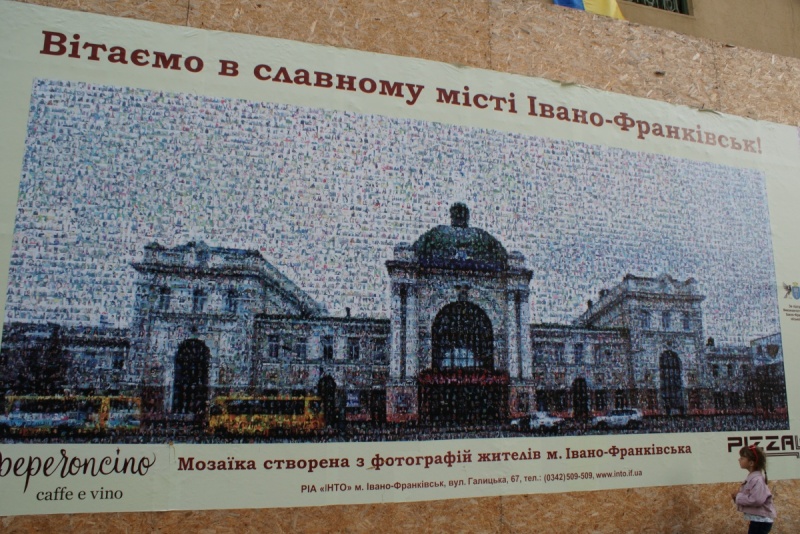 Вітаємо в славному місті Івано-Франківськ!
peperoncino
caffe e vino
Мозаїка створена з фотографій жителів м. Івано-Франківська
РІА «ІНТО» м. Івано-Франківськ, вул. Галицька, 67, тел.: (0342)509-509, www.into.if.ua
PIZZA